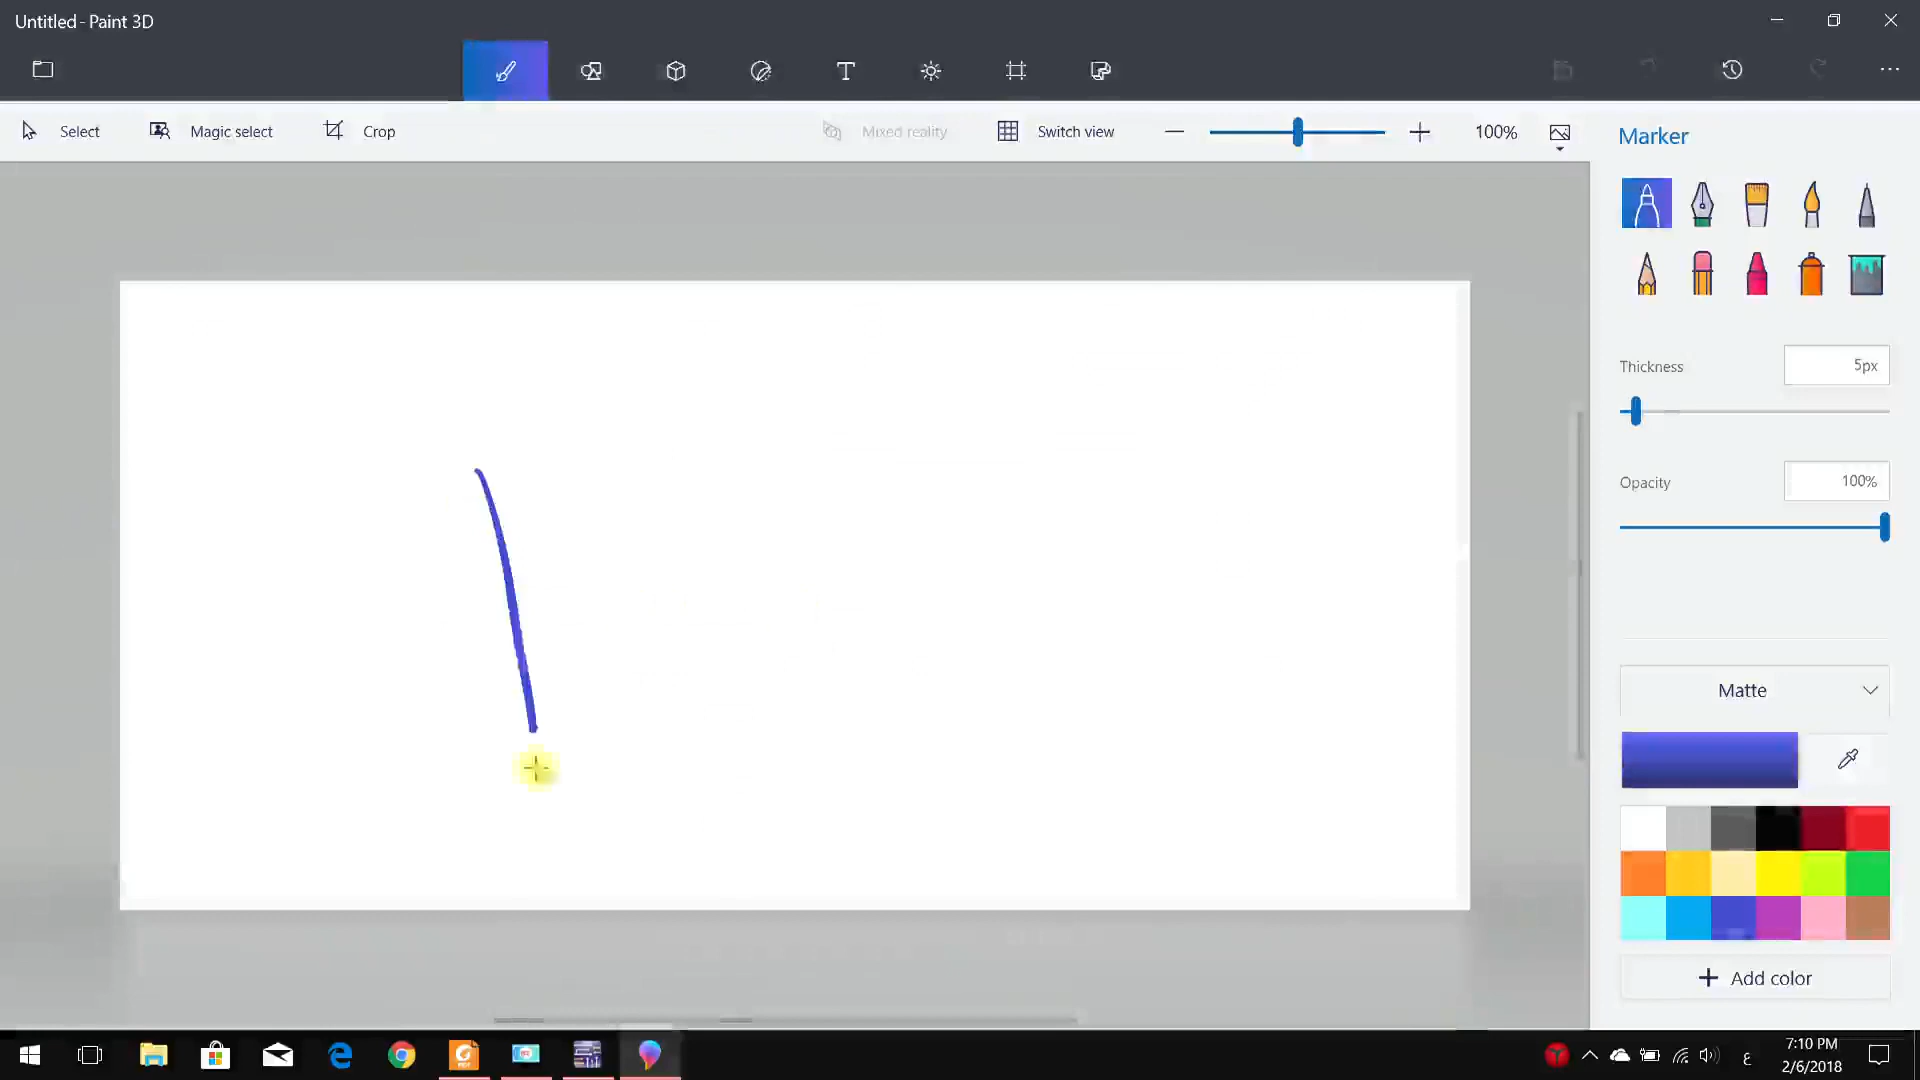 Untitled - Paint 3D
Select
Magic select
Crop
Mixed reality
Switch view
100%
Marker
Thickness
5px
Opacity
100%
Matte
Add color
ع
7:10 PM
2/6/2018